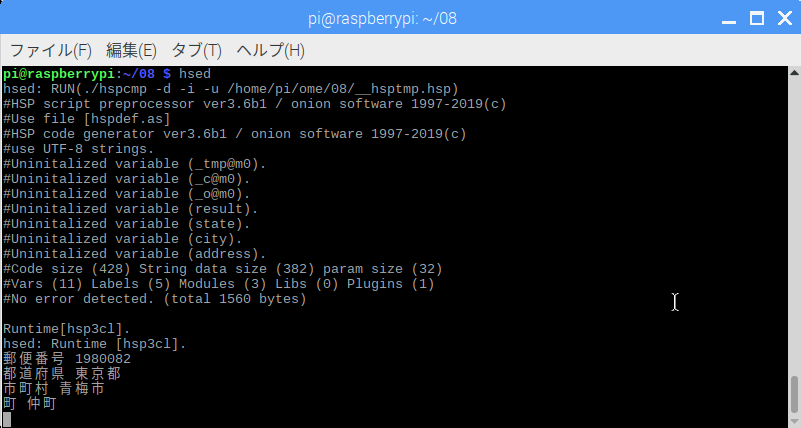 pi@raspberrypi: ~/08
ファイル(F) 編集(E) タブ(T) ヘルプ(H)
pi@raspberrypi:~/08 $ hsed
hsed: RUN(./hspcmp -d -i -u /home/pi/ome/08/__hsptmp.hsp)
#HSP script preprocessor ver3.6b1 / onion software 1997-2019(c)
#Use file [hspdef.as]
#HSP code generator ver3.6b1 / onion software 1997-2019(c)
#use UTF-8 strings.
#Uninitalized variable (_tmp@m0).
#Uninitalized variable (_c@m0).
#Uninitalized variable (_o@m0).
#Uninitalized variable (result).
#Uninitalized variable (state).
#Uninitalized variable (city).
#Uninitalized variable (address).
#Code size (428) String data size (382) param size (32)
#Vars (11) Labels (5) Modules (3) Libs (0) Plugins (1)
#No error detected. (total 1560 bytes)
Runtime[hsp3cl].
hsed: Runtime [hsp3cl].
郵便番号 1980082
都道府県 東京都
市町村 青梅市
町 仲町